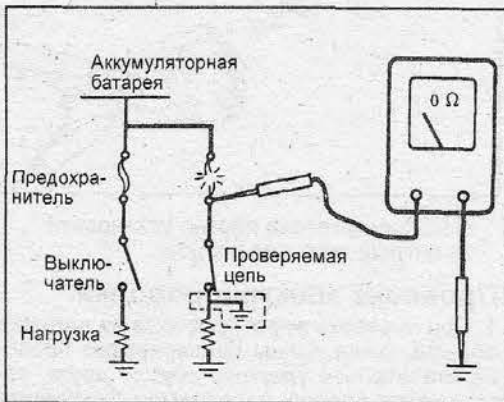 Аккумуляторная
батарея
0 Ω
Предохра-
нитель
Выклю-
чатель
Проверяемая
цепь
Нагрузка